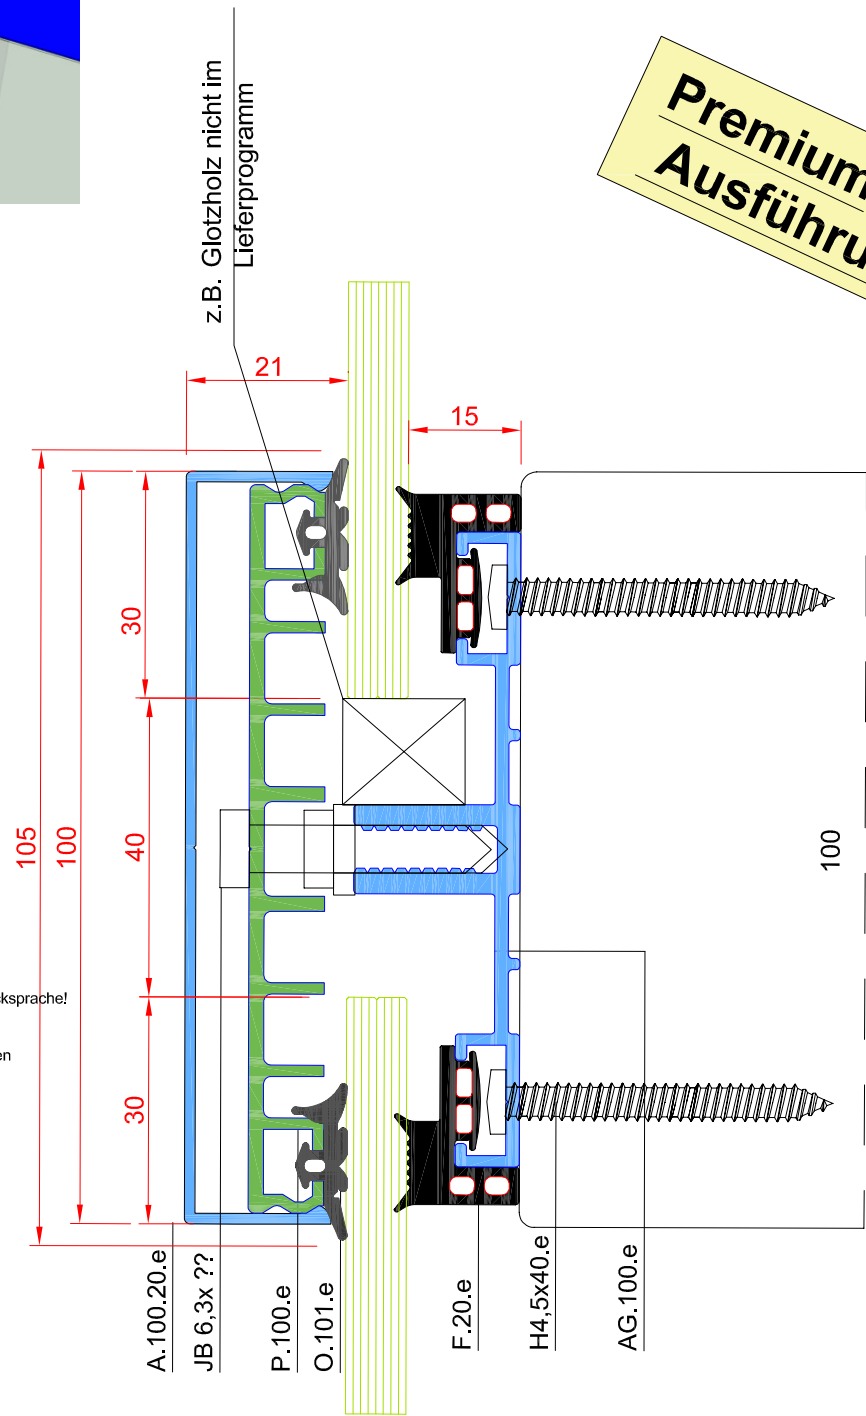 z.B. Glotzholz nicht im
Lieferprogramm
Premium
Ausführu
21
15
30
105
100
40
30
100
cksprache!
en
A.100.20.e
JB 6,3x ??
P.100.e
O.101.e
F.20.e
H4,5x40.e
AG.100.e